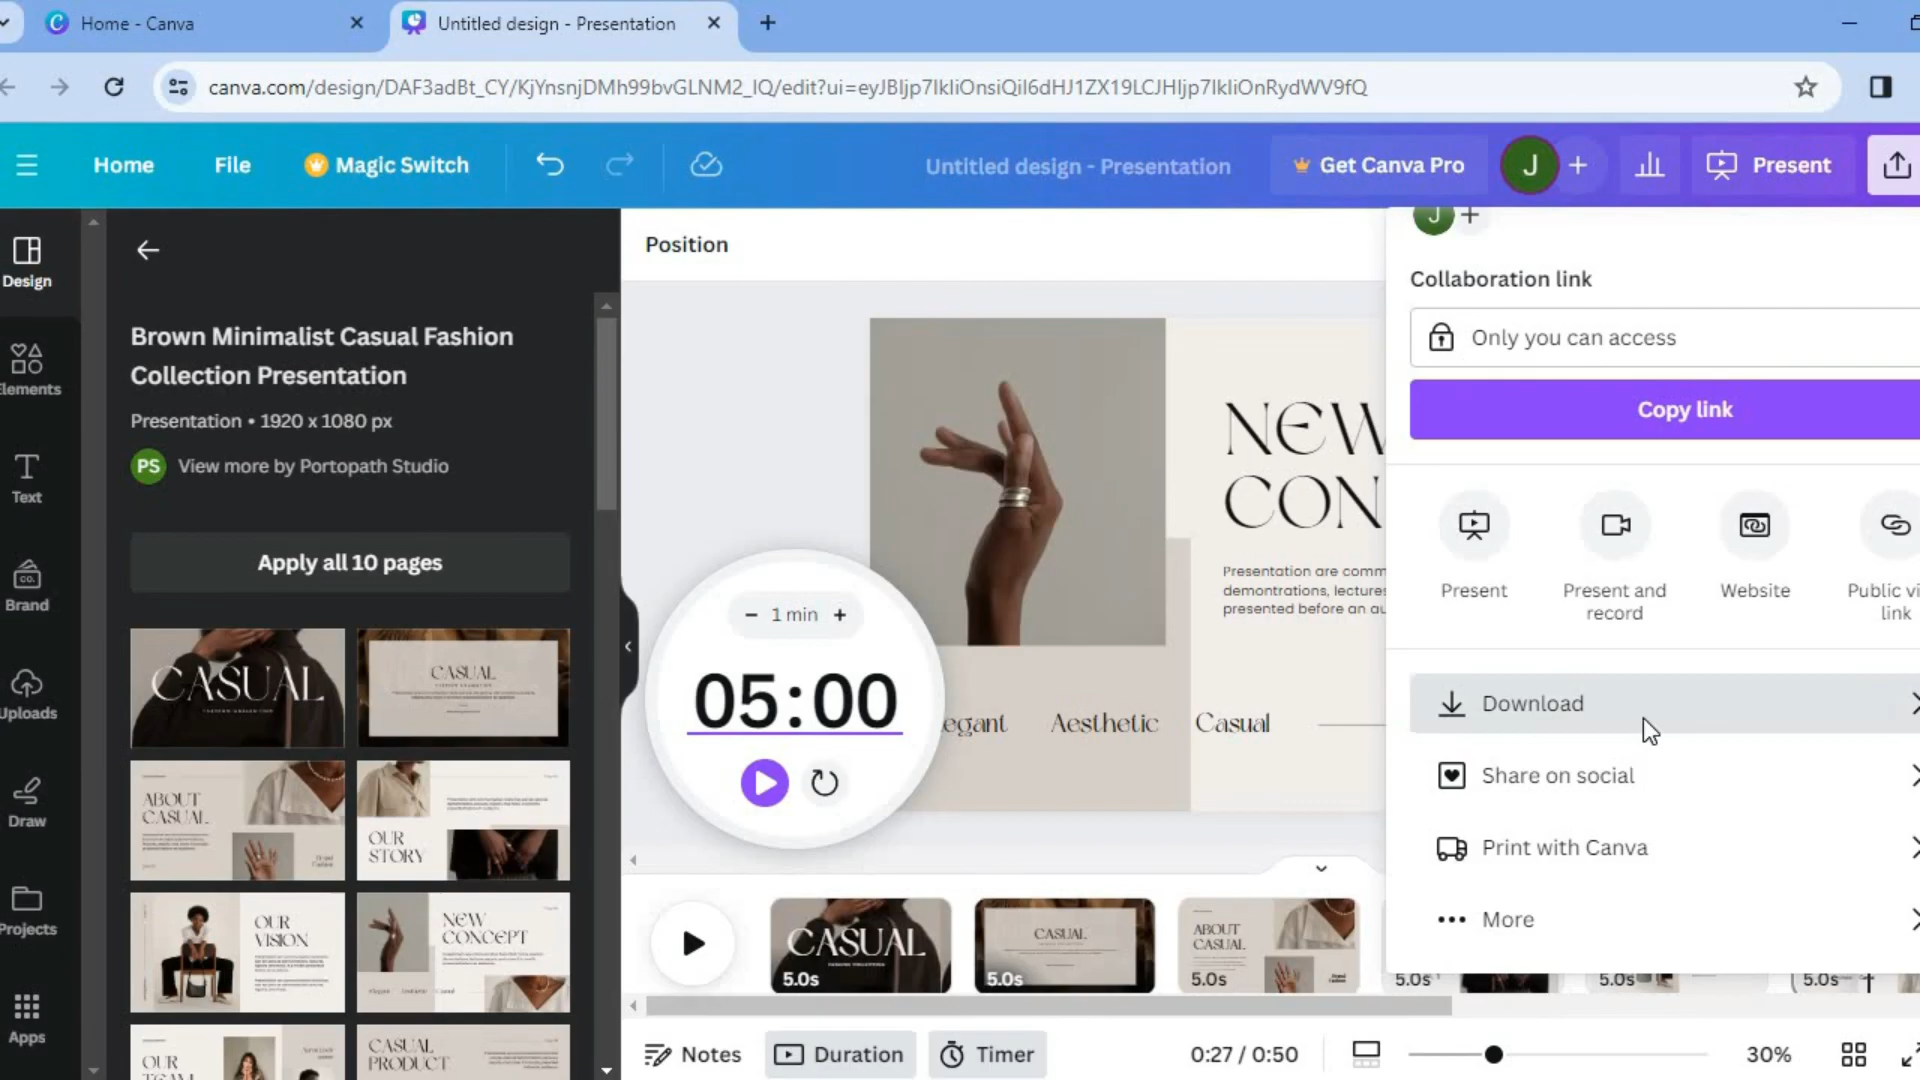 Home - Canva
Untitled design - Presentation
canva.com/design/DAF3adBt_CY/KjYnsnjDMh99bvGLNM2_IQ/edit?ui=eyJBIjp7IkIiOnsiQiI6dHJ1ZX19LCJHIjp7IkIiOnRydWV9fQ
Home
File
Magic Switch
Untitled design - Presentation
Get Canva Pro
J
Present
Design
Elements
Text
Brand
Uploads
Draw
Projects
Apps
Brown Minimalist Casual Fashion
Collection Presentation
Presentation • 1920 x 1080 px
PS
View more by Portopath Studio
Apply all 10 pages
CASUAL
CASUAL
ABOUT
CASUAL
OUR
STORY
OUR
VISION
NEW
CONCEPT
OUR
TEAM
CASUAL
PRODUCT
Position
NEW
CON
Presentation are comm
demontrations, lectures
presented before an au
egant Aesthetic Casual
− 1 min +
05:00
J
Collaboration link
Only you can access
Copy link
Present
Present and
record
Website
Public vi
link
Download
Share on social
Print with Canva
More
CASUAL
5.0s
CASUAL
5.0s
ABOUT
CASUAL
5.0s
5.0s
5.0s
5.0s
Notes
Duration
Timer
0:27 / 0:50
30%